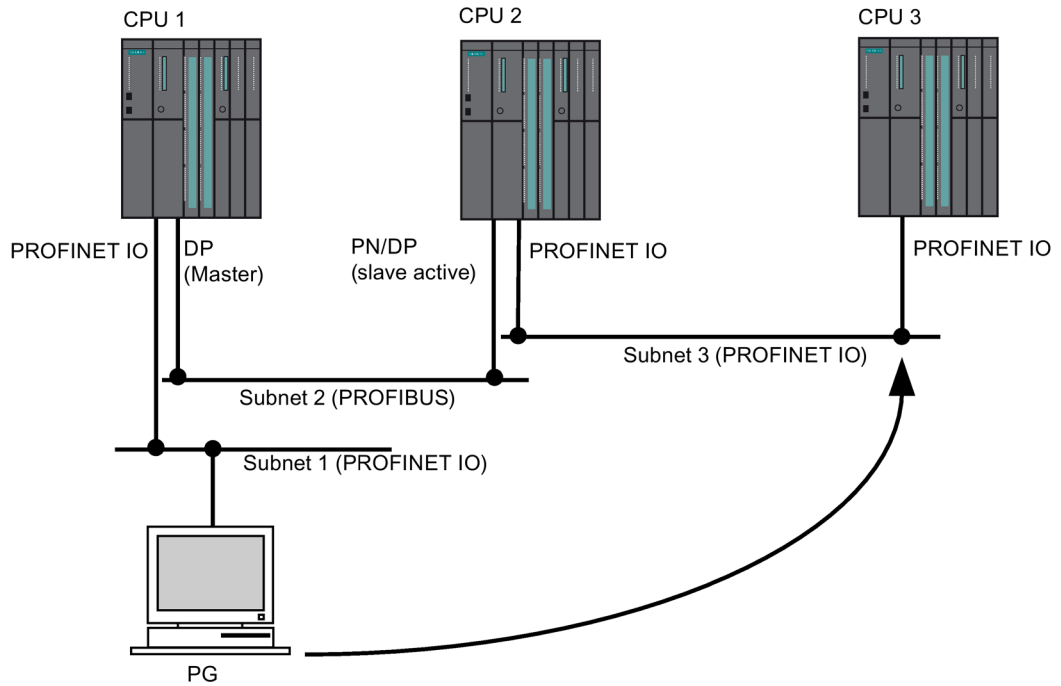 CPU 1
CPU 2
CPU 3
PROFINET IO
DP
(Master)
PN/DP
(slave active)
PROFINET IO
PROFINET IO
Subnet 3 (PROFINET IO)
Subnet 2 (PROFIBUS)
Subnet 1 (PROFINET IO)
PG